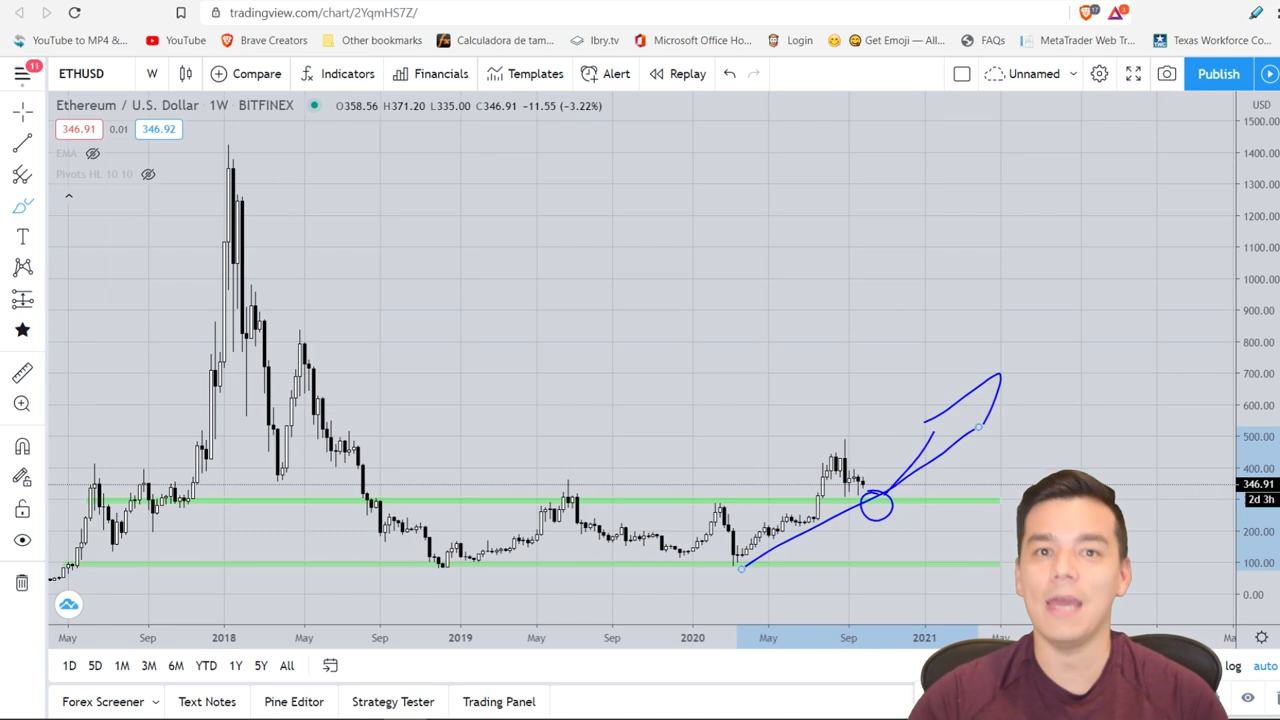 tradingview.com/chart/2YqmHS7Z/
17
3
YouTube to MP4 &...
YouTube
Brave Creators
Other bookmarks
Calculadora de tam...
lbry.tv
Microsoft Office Ho...
Login
Get Emoji — All...
FAQs
MetaTrader Web Tr...
Texas Workforce Co...
11
ETHUSD
W
Compare
Indicators
Financials
Templates
Alert
Replay
Unnamed
Publish
Ethereum / U.S. Dollar 1W BITFINEX
O358.56 H371.20 L335.00 C346.91 −11.55 (−3.22%)
USD
346.91
0.01
346.92
EMA
Pivots HL 10 10
1500.00
1400.00
1300.00
1200.00
1100.00
1000.00
900.00
800.00
700.00
600.00
500.00
400.00
346.91
2d 3h
200.00
100.00
0.00
May
Sep
2018
May
Sep
2019
May
Sep
2020
May
Sep
2021
May
Ma
1D
5D
1M
3M
6M
YTD
1Y
5Y
All
log
auto
Forex Screener
Text Notes
Pine Editor
Strategy Tester
Trading Panel